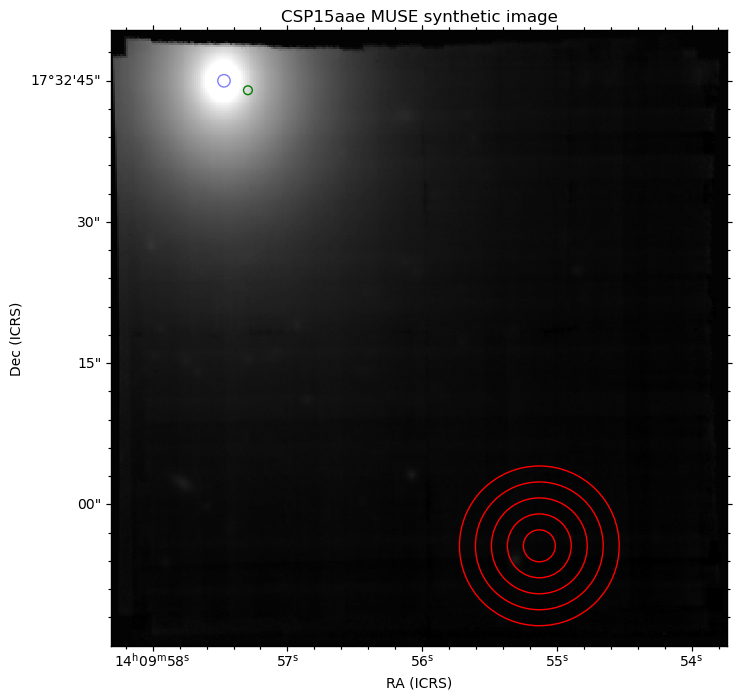 CSP15aae MUSE synthetic image
17°32'45"
30"
15"
00"
Dec (ICRS)
14ʰ09ᵐ58ˢ
57ˢ
56ˢ
55ˢ
54ˢ
RA (ICRS)